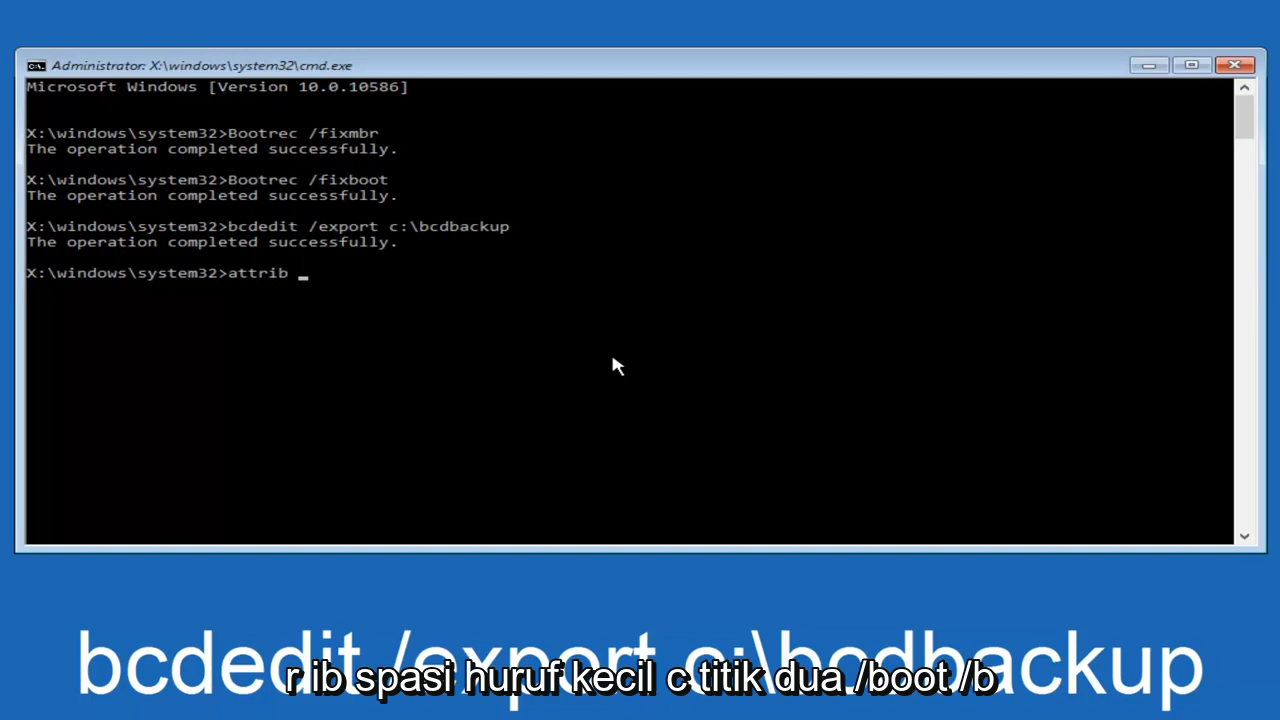 Administrator: X:\windows\system32\cmd.exe
Microsoft Windows [Version 10.0.10586]
X:\windows\system32>Bootrec /fixmbr
The operation completed successfully.
X:\windows\system32>Bootrec /fixboot
The operation completed successfully.
X:\windows\system32>bcdedit /export c:\bcdbackup
The operation completed successfully.
X:\windows\system32>attrib _
bcdedit /export c:\bcdbackup
r ib spasi huruf kecil c titik dua /boot /b